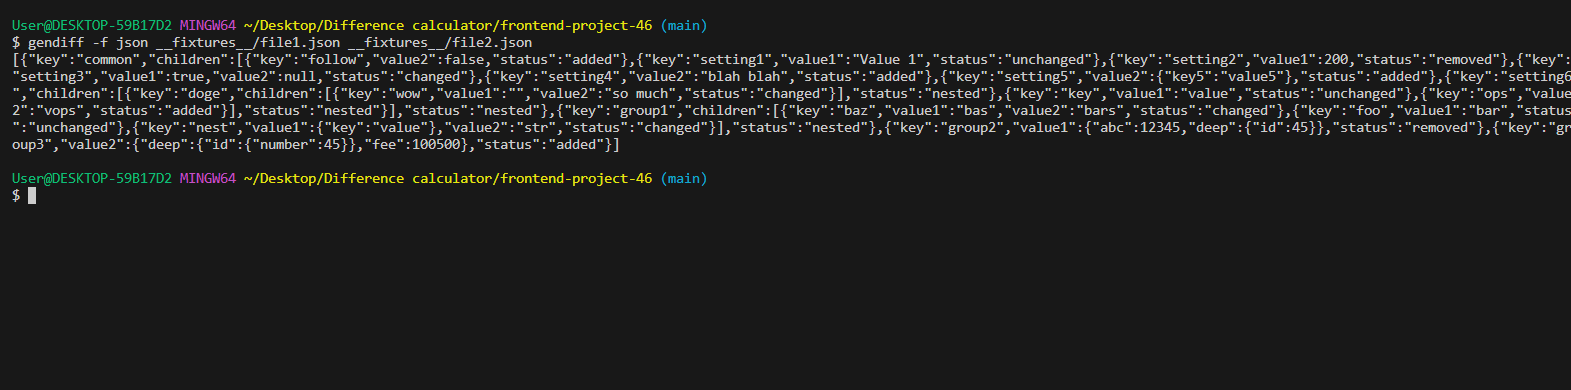 User@DESKTOP-59B17D2 MINGW64 ~/Desktop/Difference calculator/frontend-project-46 (main)
$ gendiff -f json __fixtures__/file1.json __fixtures__/file2.json
[{"key":"common","children":[{"key":"follow","value2":false,"status":"added"},{"key":"setting1","value1":"Value 1","status":"unchanged"},{"key":"setting2","value1":200,"status":"removed"},{"key":
"setting3","value1":true,"value2":null,"status":"changed"},{"key":"setting4","value2":"blah blah","status":"added"},{"key":"setting5","value2":{"key5":"value5"},"status":"added"},{"key":"setting6
","children":[{"key":"doge","children":[{"key":"wow","value1":"","value2":"so much","status":"changed"}],"status":"nested"},{"key":"key","value1":"value","status":"unchanged"},{"key":"ops","value
2":"vops","status":"added"}],"status":"nested"}],"status":"nested"},{"key":"group1","children":[{"key":"baz","value1":"bas","value2":"bars","status":"changed"},{"key":"foo","value1":"bar","status
":"unchanged"},{"key":"nest","value1":{"key":"value"},"value2":"str","status":"changed"}],"status":"nested"},{"key":"group2","value1":{"abc":12345,"deep":{"id":45}},"status":"removed"},{"key":"gr
oup3","value2":{"deep":{"id":{"number":45}},"fee":100500},"status":"added"}]
User@DESKTOP-59B17D2 MINGW64 ~/Desktop/Difference calculator/frontend-project-46 (main)
$